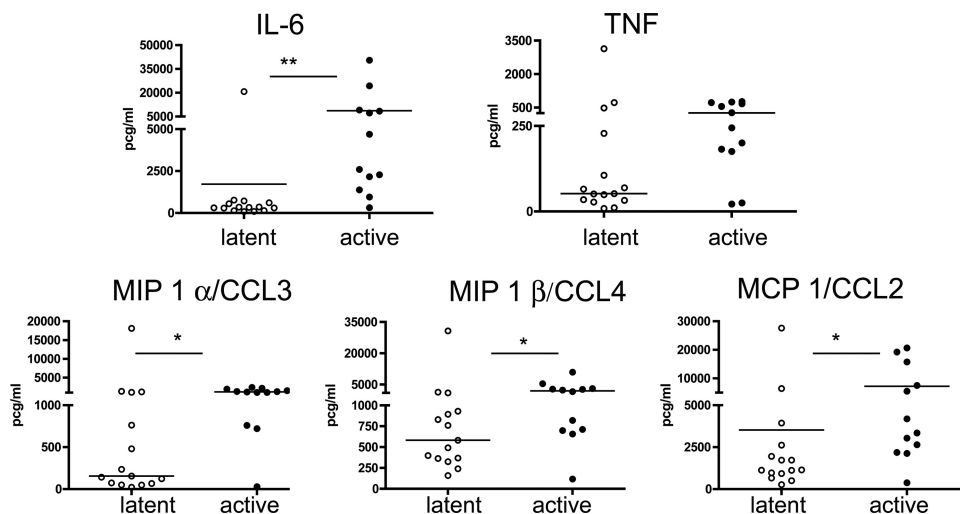 IL-6
TNF
50000
35000
20000
5000
5000
2500
0
pcg/ml
**
latent
active
3500
2000
500
250
0
pcg/ml
latent
active
MIP 1 α/CCL3
MIP 1 β/CCL4
MCP 1/CCL2
20000
15000
10000
5000
1000
500
0
pcg/ml
*
latent
active
35000
20000
5000
1000
750
500
250
0
pcg/ml
*
latent
active
30000
20000
10000
5000
2500
0
pcg/ml
*
latent
active